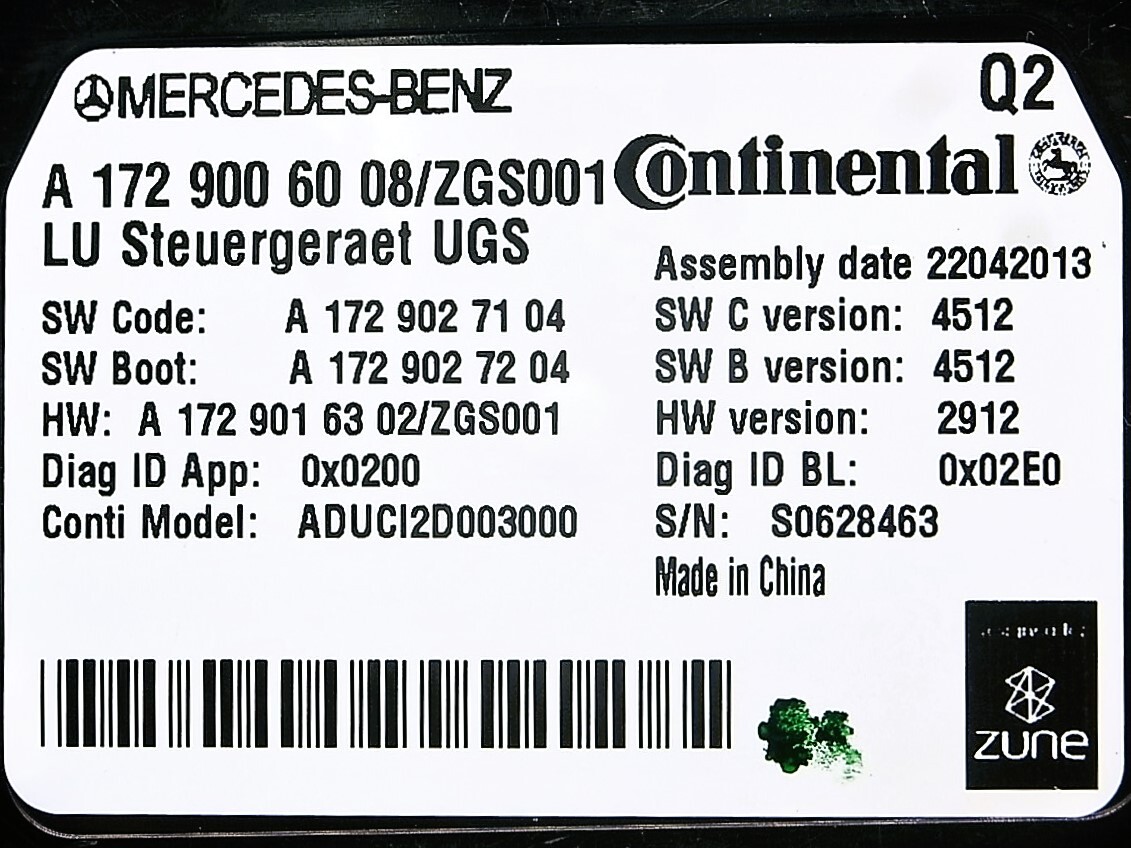 MERCEDES-BENZ
Q2
A 172 900 60 08/ZGS001
Continental
LU Steuergeraet UGS
Assembly date 22042013
SW Code: A 172 902 71 04
SW C version: 4512
SW Boot: A 172 902 72 04
SW B version: 4512
HW: A 172 901 63 02/ZGS001
HW version: 2912
Diag ID App: 0x0200
Diag ID BL: 0x02E0
Conti Model: ADUCI2D003000
S/N: S0628463
Made in China
zune